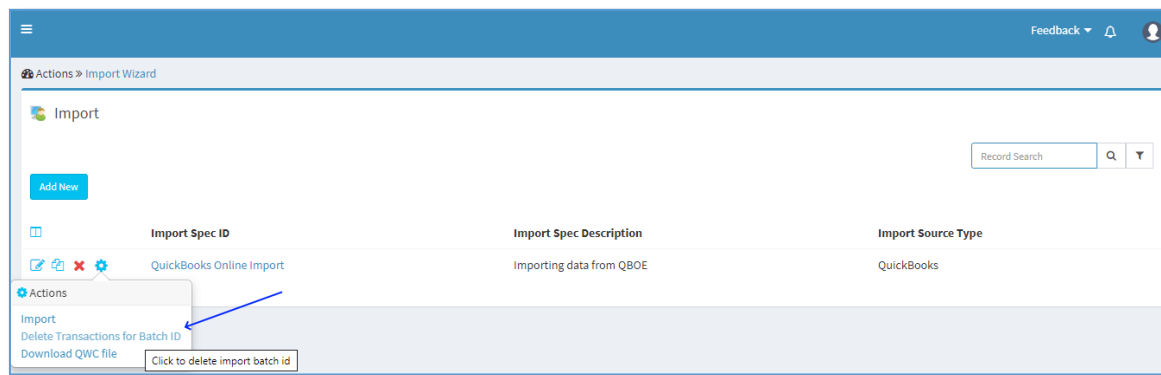 Feedback
Actions » Import Wizard
Import
Record Search
Add New
Import Spec ID Import Spec Description Import Source Type
QuickBooks Online Import Importing data from QBOE QuickBooks
Actions
Import
Delete Transactions for Batch ID
Download QWC file
Click to delete import batch id